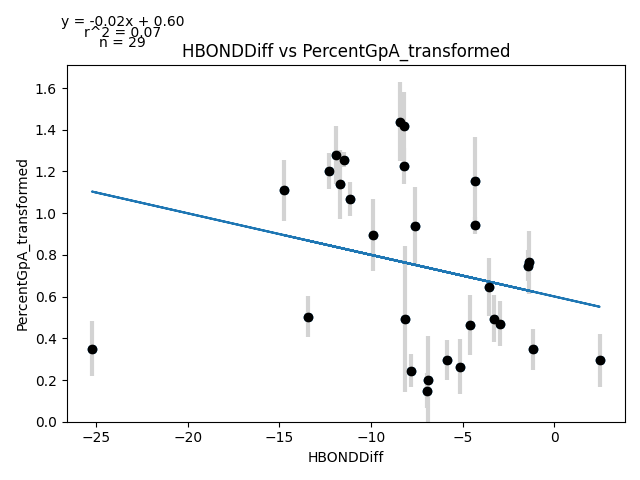 y = -0.02x + 0.60
r^2 = 0.07
n = 29
HBONDDiff vs PercentGpA_transformed
PercentGpA_transformed
1.6
1.4
1.2
1.0
0.8
0.6
0.4
0.2
0.0
−25
−20
−15
−10
−5
0
HBONDDiff